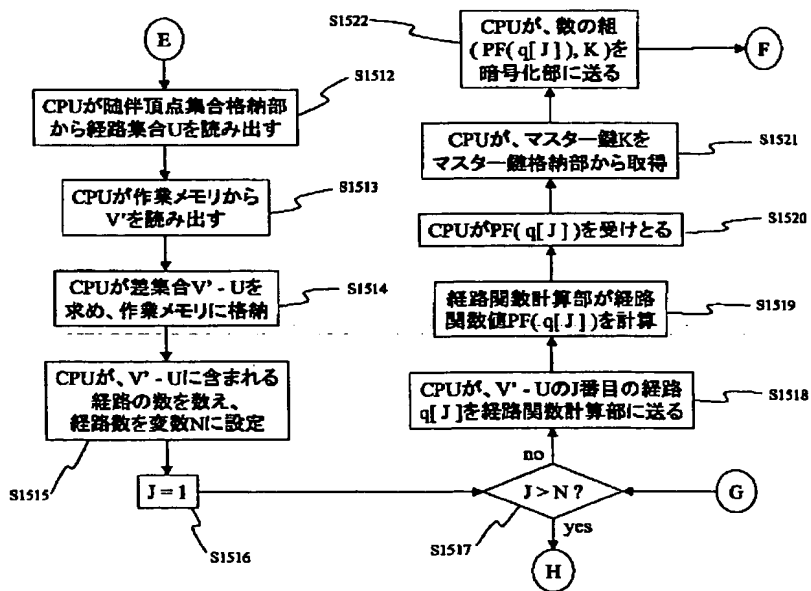 E
S1512
CPUが随伴頂点集合格納部
から経路集合Uを読み出す
S1513
CPUが作業メモリから
V'を読み出す
S1514
CPUが差集合V' - Uを
求め、作業メモリに格納
CPUが、V' - Uに含まれる
経路の数を数え、
経路数を変数Nに設定
S1515
J = 1
S1516
J > N ?
S1517
no
yes
G
H
CPUが、V' - UのJ番目の経路
q[ J ]を経路関数計算部に送る
S1518
経路関数計算部が経路
関数値PF( q[ J ] )を計算
S1519
CPUがPF( q[ J ] )を受けとる
S1520
CPUが、マスター鍵Kを
マスター鍵格納部から取得
S1521
S1522
CPUが、数の組
( PF( q[ J ] ), K )を
暗号化部に送る
F